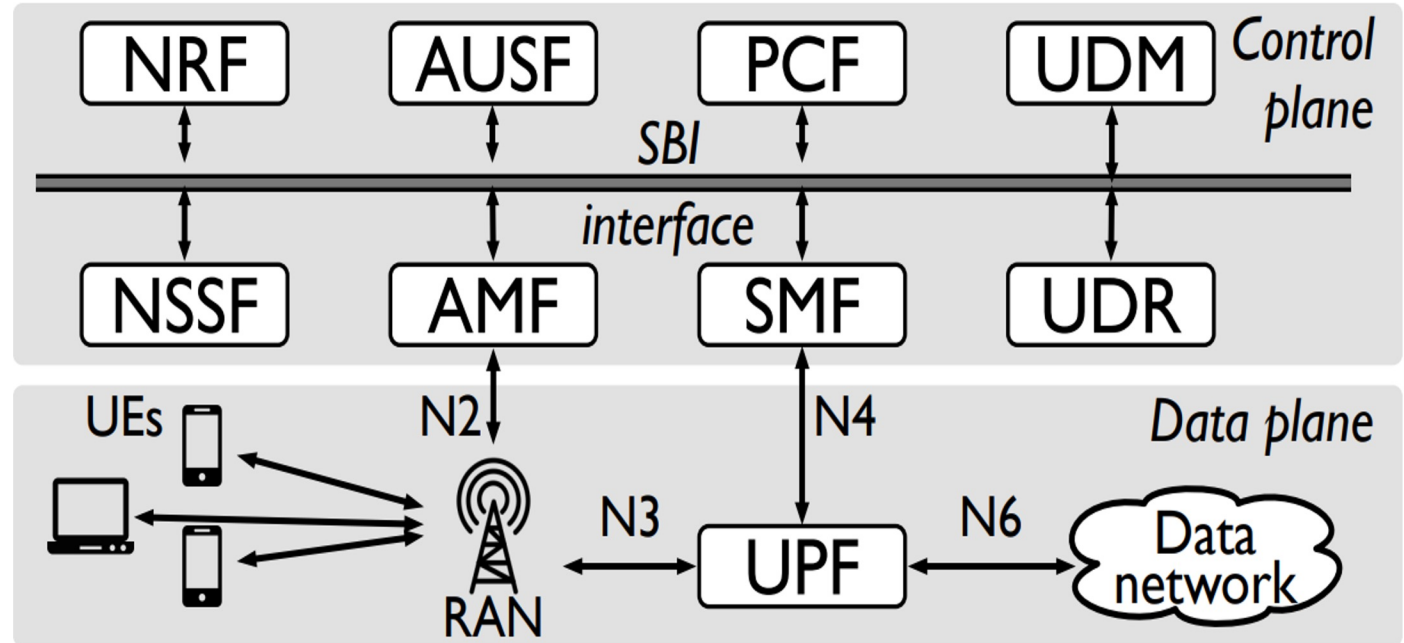 NRF
AUSF
PCF
UDM
Control
plane
SBI
interface
NSSF
AMF
SMF
UDR
UEs
N2
N4
Data plane
N3
N6
UPF
Data
network
RAN